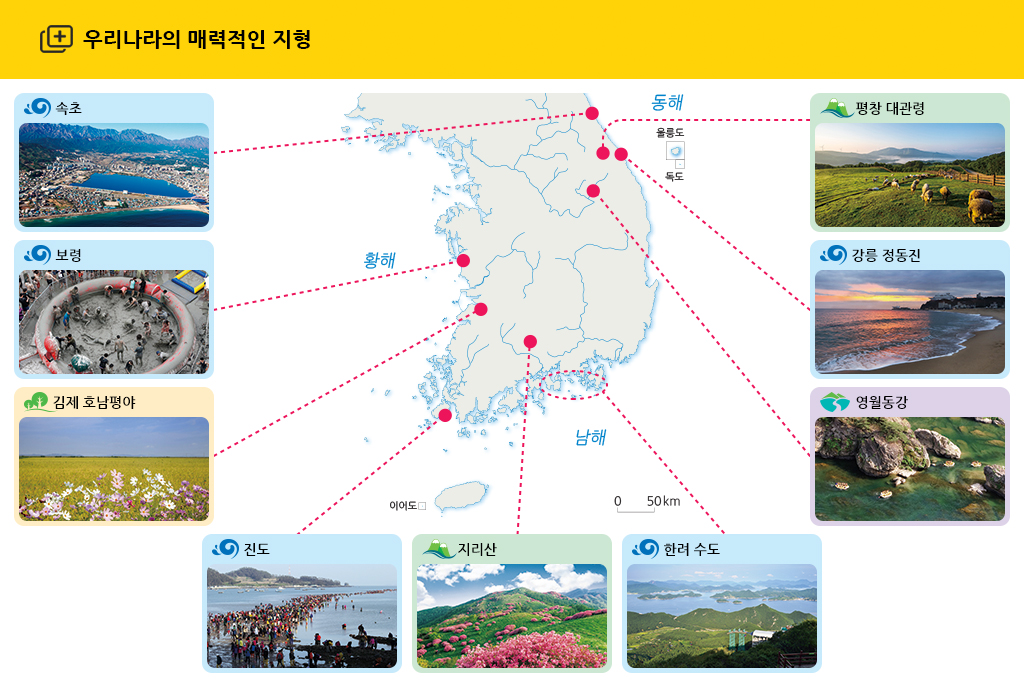 우리나라의 매력적인 지형
속초
보령
김제 호남평야
동해
울릉도
독도
황해
남해
이어도
0 50km
평창 대관령
강릉 정동진
영월동강
진도
지리산
한려 수도